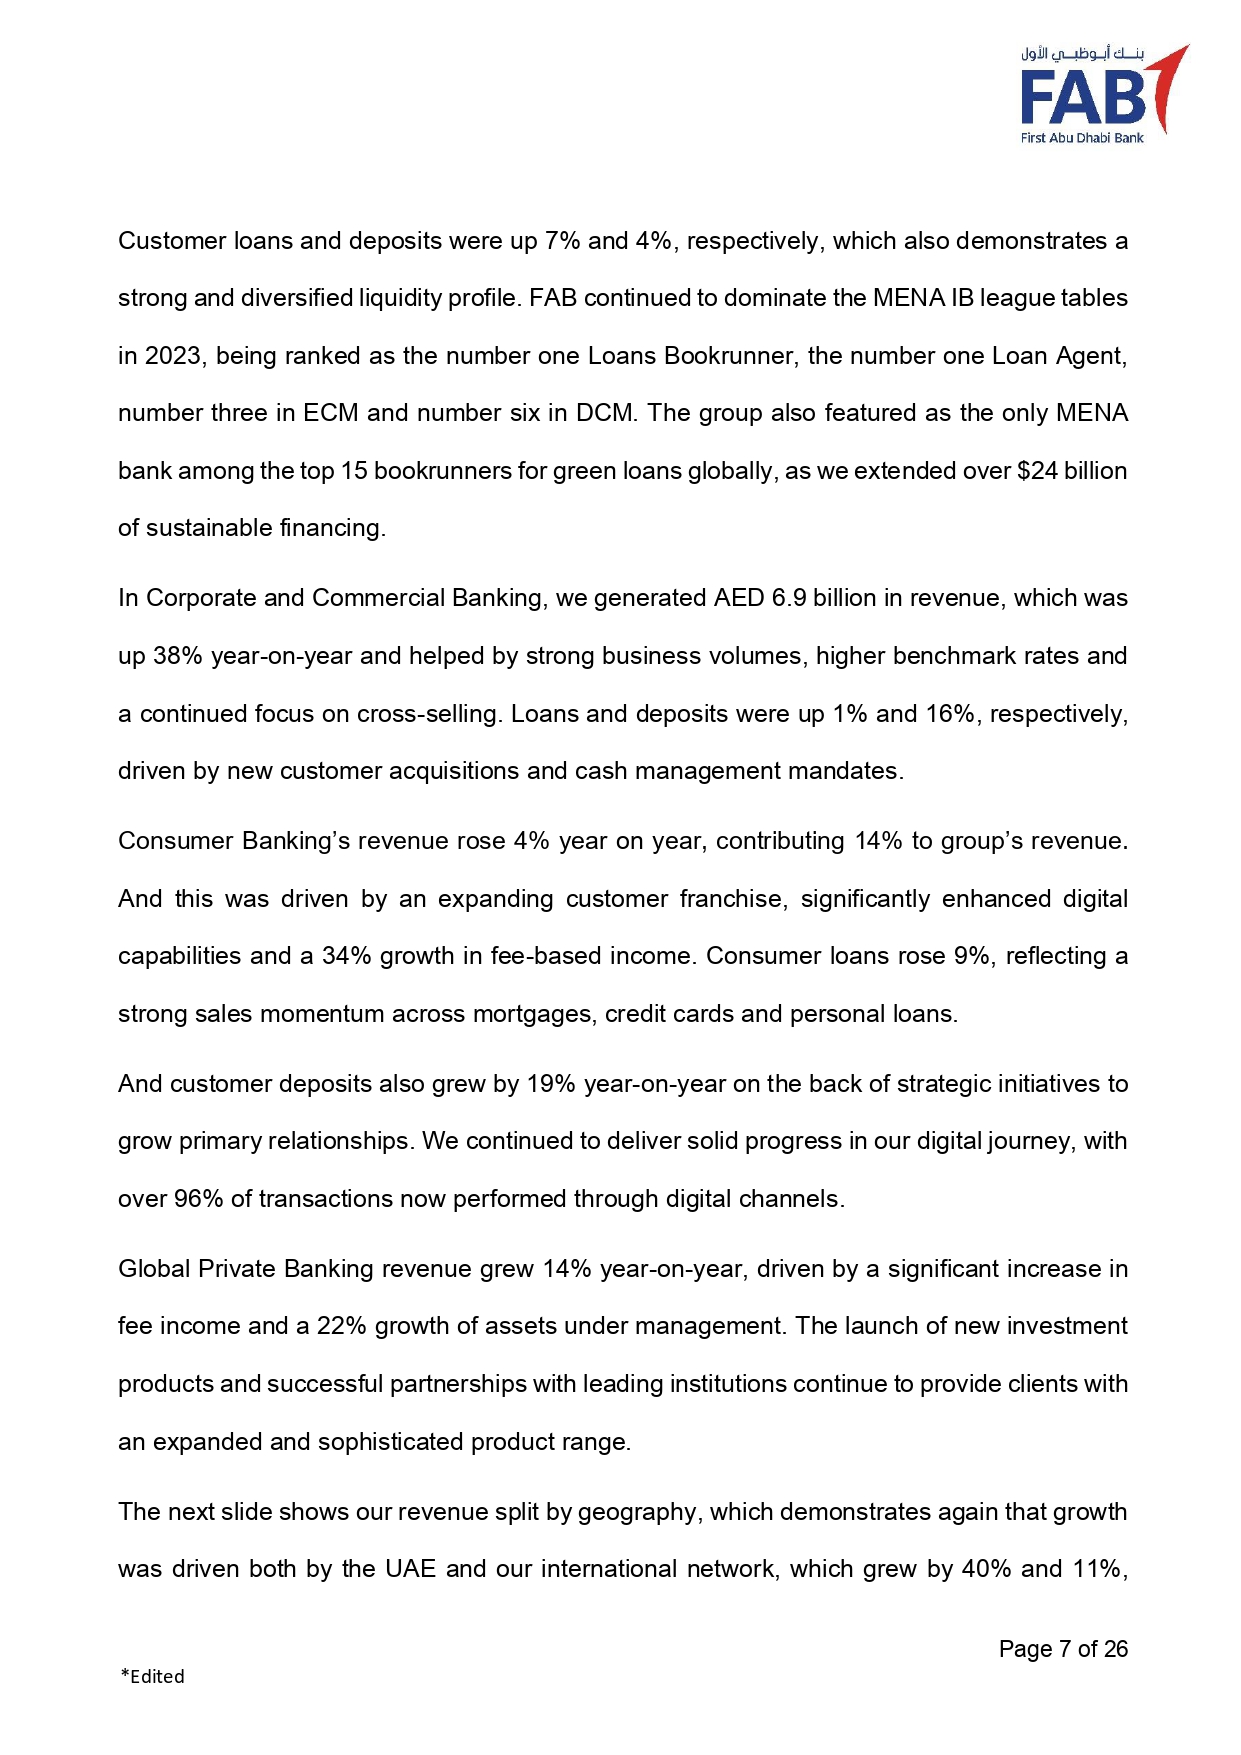 بنك أبوظبي الأول
FAB
First Abu Dhabi Bank
Customer loans and deposits were up 7% and 4%, respectively, which also demonstrates a
strong and diversified liquidity profile. FAB continued to dominate the MENA IB league tables
in 2023, being ranked as the number one Loans Bookrunner, the number one Loan Agent,
number three in ECM and number six in DCM. The group also featured as the only MENA
bank among the top 15 bookrunners for green loans globally, as we extended over $24 billion
of sustainable financing.
In Corporate and Commercial Banking, we generated AED 6.9 billion in revenue, which was
up 38% year-on-year and helped by strong business volumes, higher benchmark rates and
a continued focus on cross-selling. Loans and deposits were up 1% and 16%, respectively,
driven by new customer acquisitions and cash management mandates.
Consumer Banking’s revenue rose 4% year on year, contributing 14% to group’s revenue.
And this was driven by an expanding customer franchise, significantly enhanced digital
capabilities and a 34% growth in fee-based income. Consumer loans rose 9%, reflecting a
strong sales momentum across mortgages, credit cards and personal loans.
And customer deposits also grew by 19% year-on-year on the back of strategic initiatives to
grow primary relationships. We continued to deliver solid progress in our digital journey, with
over 96% of transactions now performed through digital channels.
Global Private Banking revenue grew 14% year-on-year, driven by a significant increase in
fee income and a 22% growth of assets under management. The launch of new investment
products and successful partnerships with leading institutions continue to provide clients with
an expanded and sophisticated product range.
The next slide shows our revenue split by geography, which demonstrates again that growth
was driven both by the UAE and our international network, which grew by 40% and 11%,
Page 7 of 26
*Edited